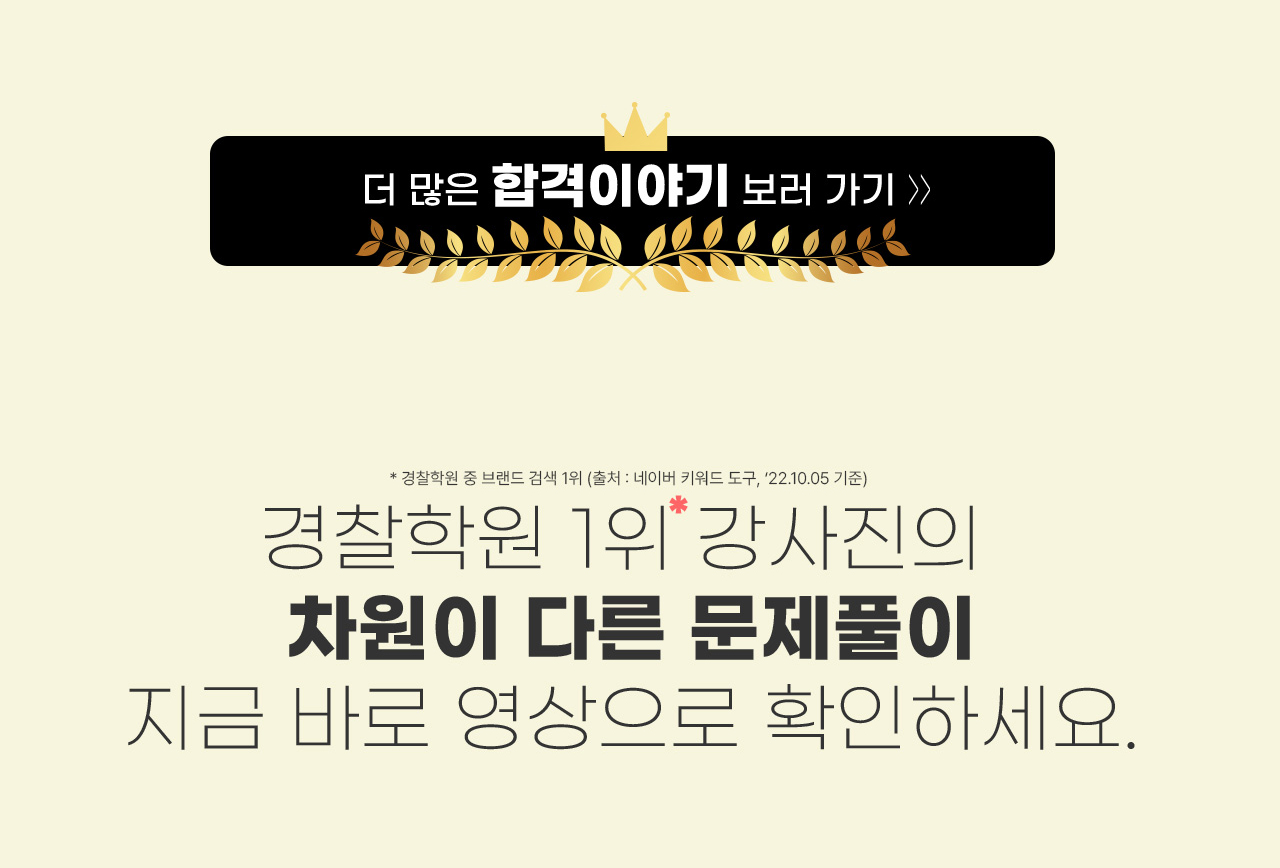 더 많은 합격이야기 보러 가기 》
* 경찰학원 중 브랜드 검색 1위 (출처 : 네이버 키워드 도구, ‘22.10.05 기준)
경찰학원 1위* 강사진의
차원이 다른 문제풀이
지금 바로 영상으로 확인하세요.